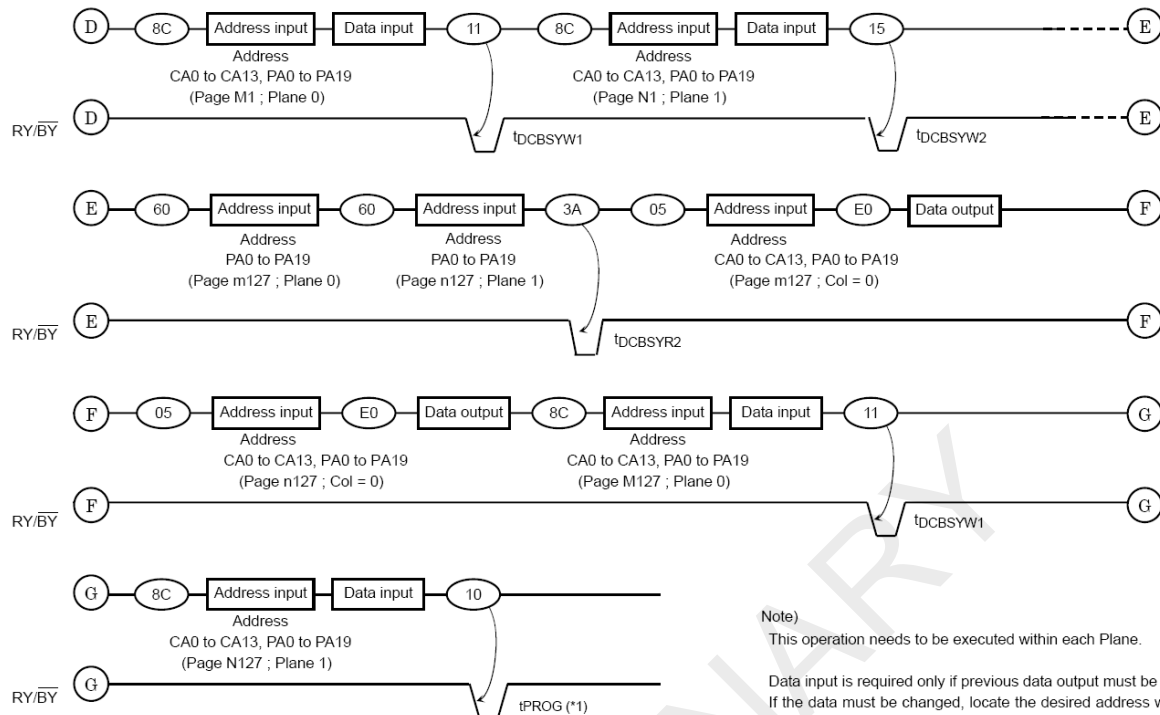 D 8C Address input Data input 11 8C Address input Data input 15 E
Address Address
CA0 to CA13, PA0 to PA19 CA0 to CA13, PA0 to PA19
(Page M1 ; Plane 0) (Page N1 ; Plane 1)
RY/BY D tDCBSYW1 tDCBSYW2 E
E 60 Address input 60 Address input 3A 05 Address input E0 Data output F
Address Address Address
PA0 to PA19 PA0 to PA19 CA0 to CA13, PA0 to PA19
(Page m127 ; Plane 0) (Page n127 ; Plane 1) (Page m127 ; Col = 0)
RY/BY E tDCBSYR2 F
F 05 Address input E0 Data output 8C Address input Data input 11 G
Address Address
CA0 to CA13, PA0 to PA19 CA0 to CA13, PA0 to PA19
(Page n127 ; Col = 0) (Page M127 ; Plane 0)
RY/BY F tDCBSYW1 G
G 8C Address input Data input 10
Address
CA0 to CA13, PA0 to PA19
(Page N127 ; Plane 1)
RY/BY G tPROG (*1)
Note)
This operation needs to be executed within each Plane.
Data input is required only if previous data output must be
If the data must be changed, locate the desired address w
NARY